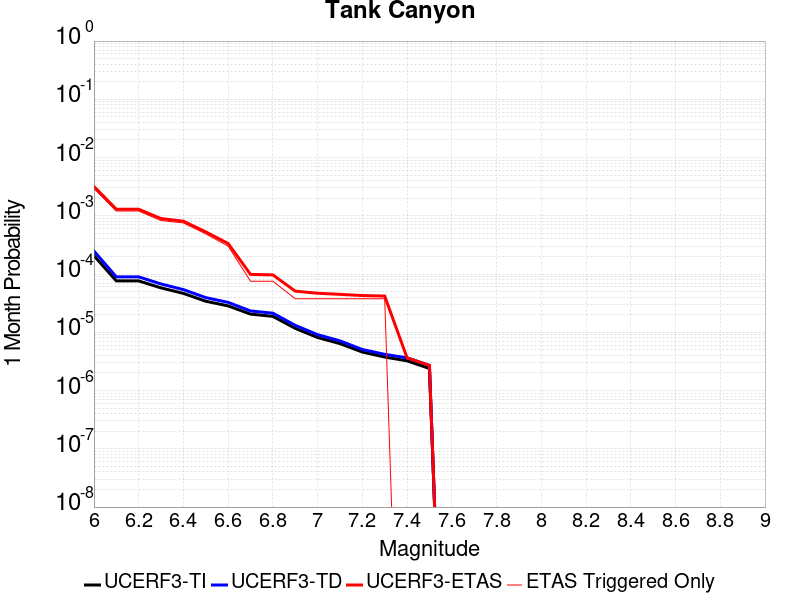 Tank Canyon
10^0
10^-1
10^-2
10^-3
10^-4
10^-5
10^-6
10^-7
10^-8
1 Month Probability
6 6.2 6.4 6.6 6.8 7 7.2 7.4 7.6 7.8 8 8.2 8.4 8.6 8.8 9
Magnitude
UCERF3-TI UCERF3-TD UCERF3-ETAS ETAS Triggered Only